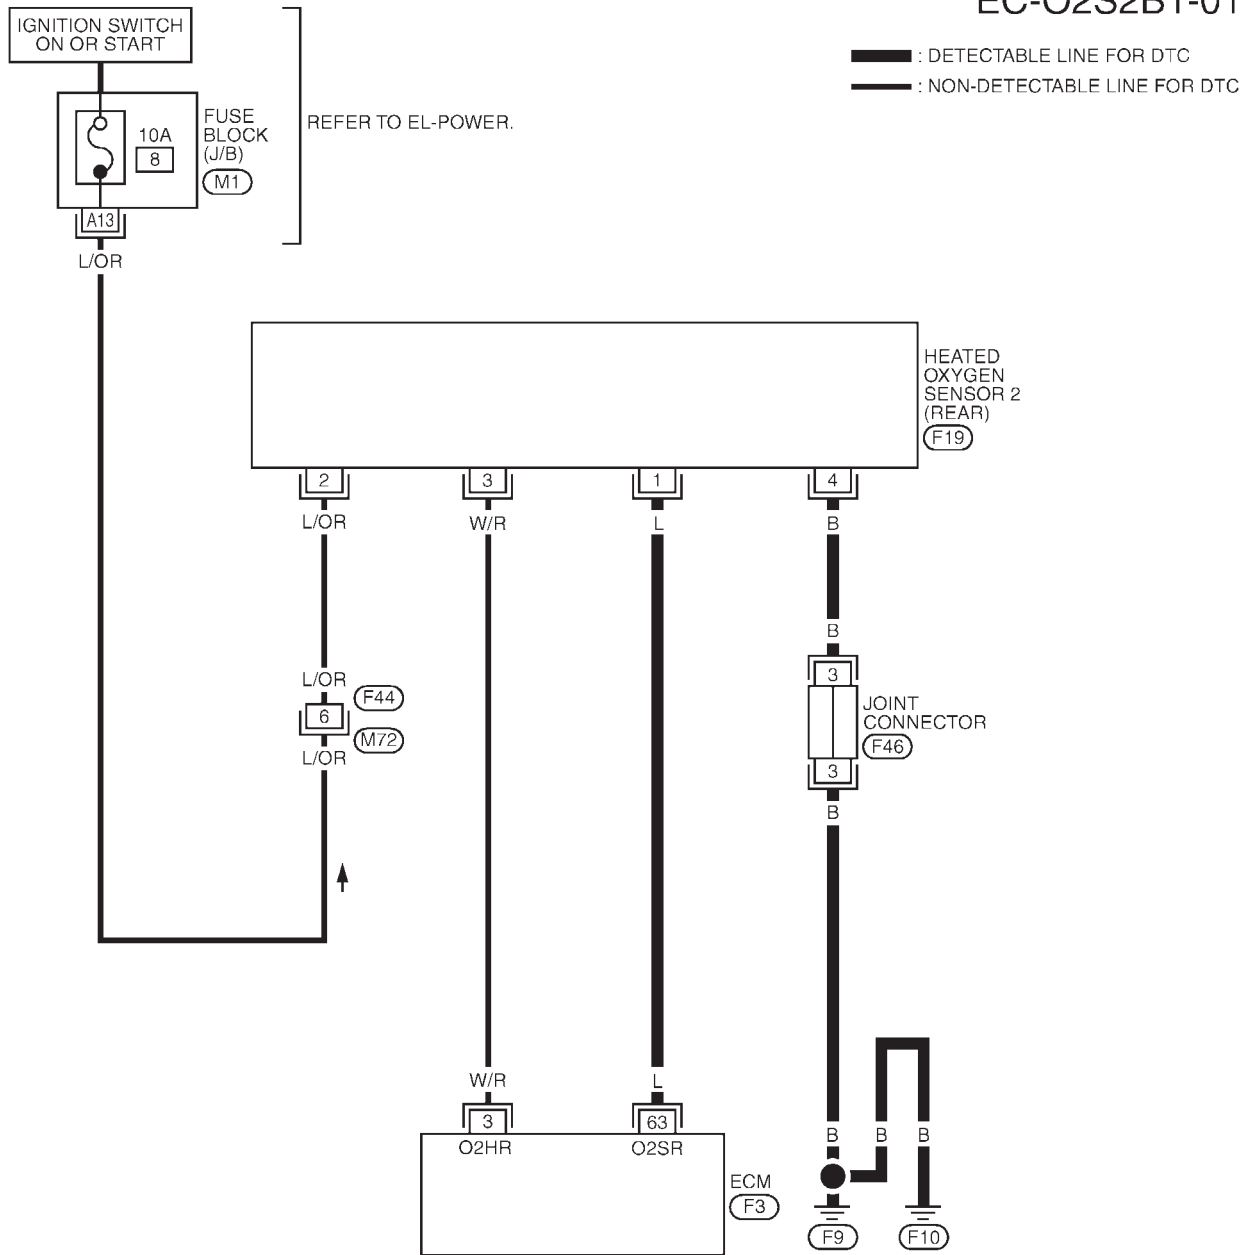 EC-O2S2B1-01
IGNITION SWITCH
ON OR START
: DETECTABLE LINE FOR DTC
: NON-DETECTABLE LINE FOR DTC
10A
8
FUSE
BLOCK
(J/B)
M1
REFER TO EL-POWER.
A13
L/OR
HEATED
OXYGEN
SENSOR 2
(REAR)
F19
2
3
1
4
L/OR
W/R
L
B
B
L/OR
F44
6
M72
L/OR
3
JOINT
CONNECTOR
F46
3
B
W/R
L
3
63
O2HR
O2SR
ECM
F3
B
B
B
F9
F10